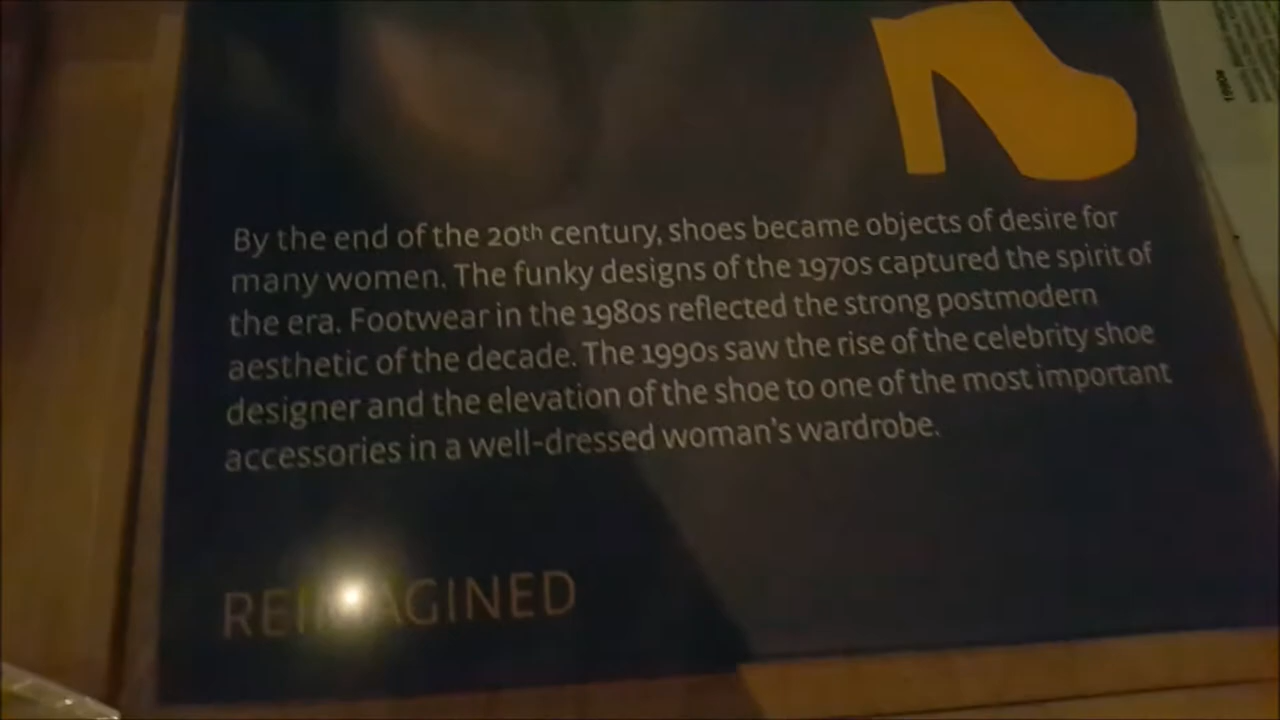 By the end of the 20th century, shoes became objects of desire for
many women. The funky designs of the 1970s captured the spirit of
the era. Footwear in the 1980s reflected the strong postmodern
aesthetic of the decade. The 1990s saw the rise of the celebrity shoe
designer and the elevation of the shoe to one of the most important
accessories in a well-dressed woman's wardrobe.
REIMAGINED